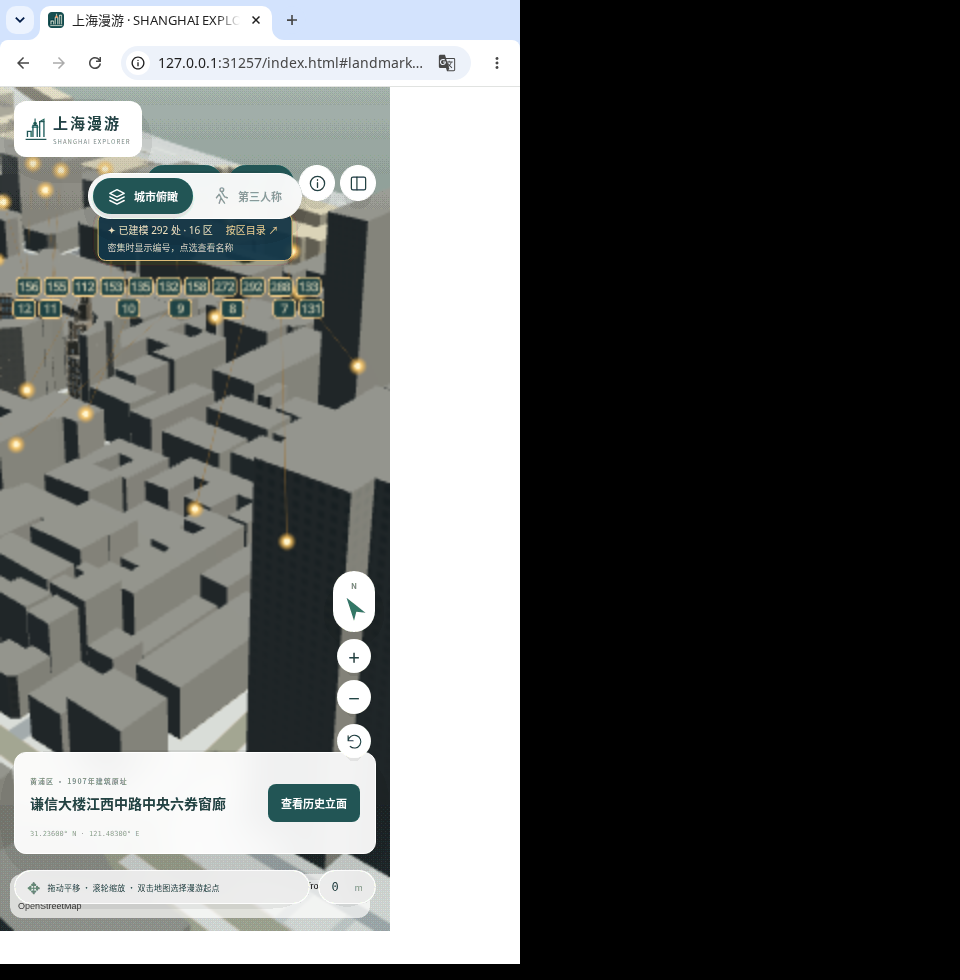 上海漫游 · SHANGHAI EXPLO
127.0.0.1:31257/index.html#landmark...
上海漫游
SHANGHAI EXPLORER
城市俯瞰
第三人称
✦ 已建模 292 处 · 16 区 按区目录 ↗
密集时显示编号，点选查看名称
156 155 112 153 135 132 158 272 292 288 133
12 11 10 9 8 7 131
N
+
−
黄浦区 · 1907年建筑原址
谦信大楼江西中路中央六券窗廊
31.23600° N · 121.48380° E
查看历史立面
拖动平移 · 滚轮缩放 · 双击地图选择漫游起点
0 m
OpenStreetMap